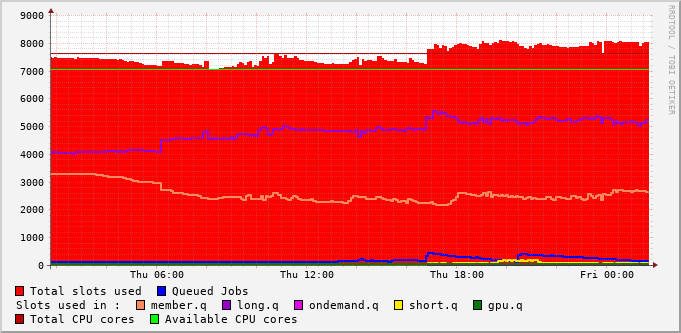 9000
8000
7000
6000
5000
4000
3000
2000
1000
0
Thu 06:00 Thu 12:00 Thu 18:00 Fri 00:00
RRDTOOL / TOBI OETIKER
Total slots used Queued Jobs
Slots used in : member.q long.q ondemand.q short.q gpu.q
Total CPU cores Available CPU cores